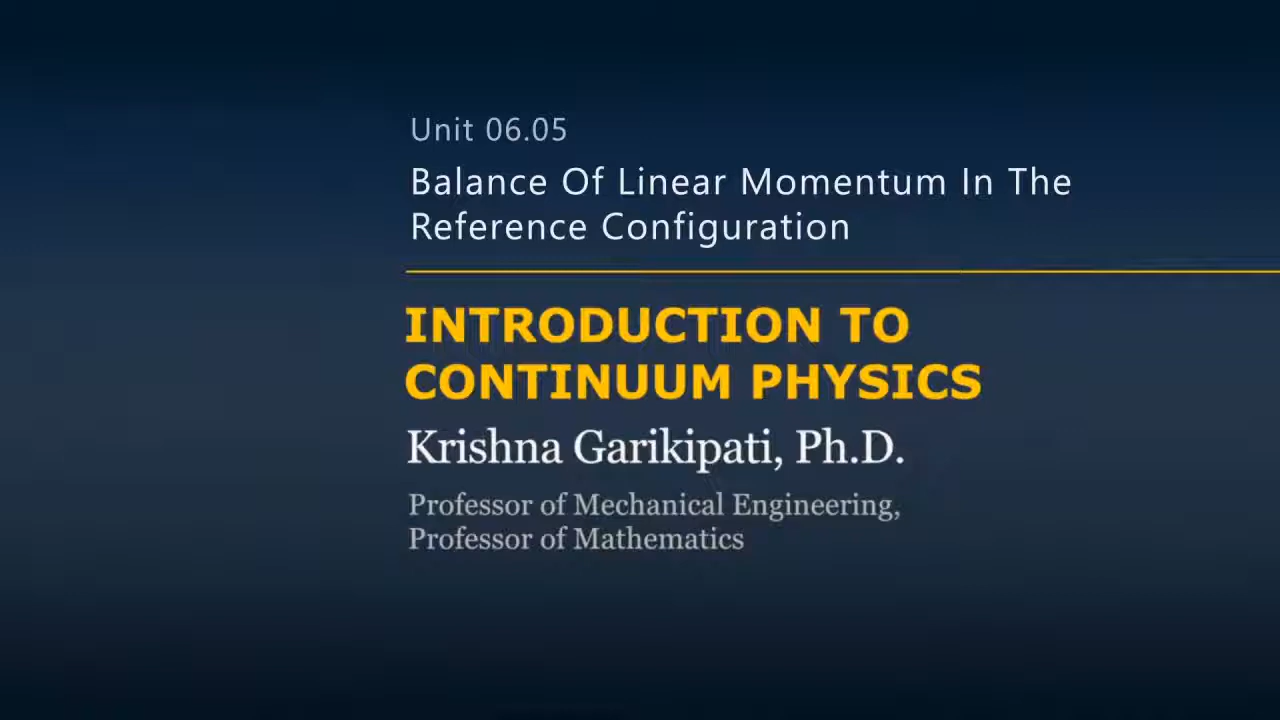 Unit 06.05
Balance Of Linear Momentum In The
Reference Configuration
INTRODUCTION TO
CONTINUUM PHYSICS
Krishna Garikipati, Ph.D.
Professor of Mechanical Engineering,
Professor of Mathematics